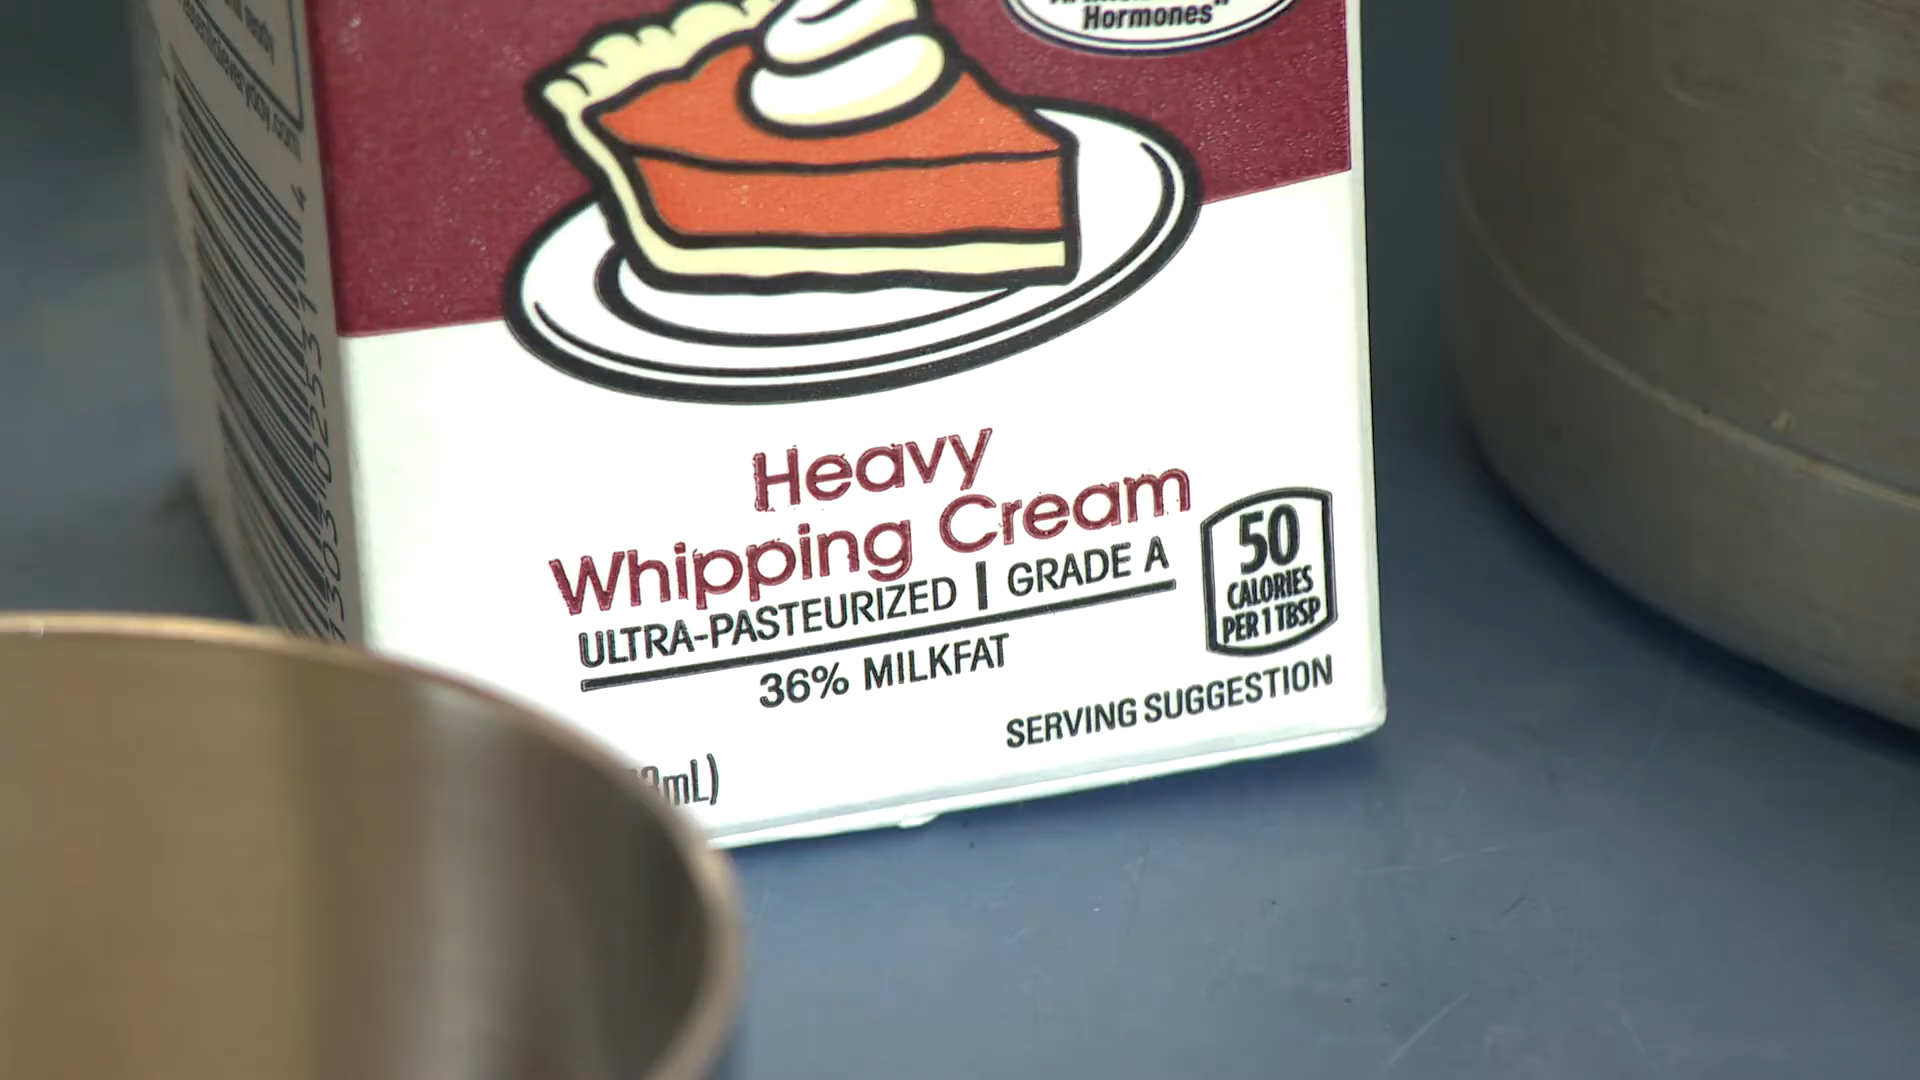 Hormones"
Heavy
Whipping Cream
ULTRA-PASTEURIZED | GRADE A
36% MILKFAT
50
CALORIES
PER 1 TBSP
SERVING SUGGESTION
mL)